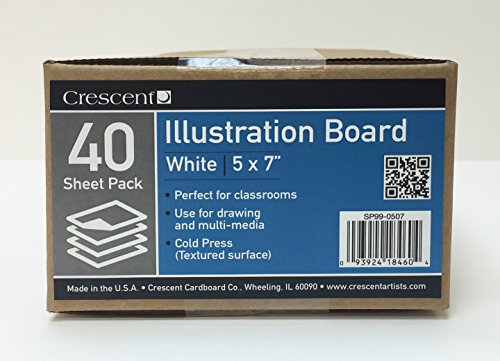 Crescent
40
Sheet Pack
Illustration Board
White | 5 x 7”
• Perfect for classrooms
• Use for drawing
and multi-media
• Cold Press
(Textured surface)
SP99-0507
0 93924 18460 4
Made in the U.S.A. • Crescent Cardboard Co., Wheeling, IL 60090 • www.crescentartists.com